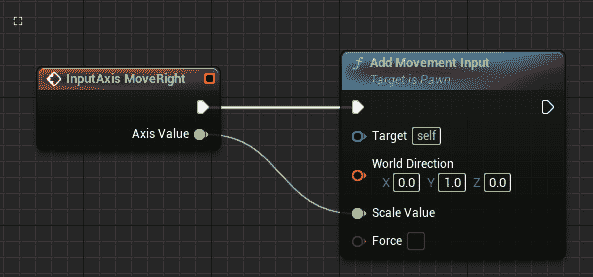 InputAxis MoveRight
Axis Value
f Add Movement Input
Target is Pawn
Target self
World Direction
X 0.0 Y 1.0 Z 0.0
Scale Value
Force